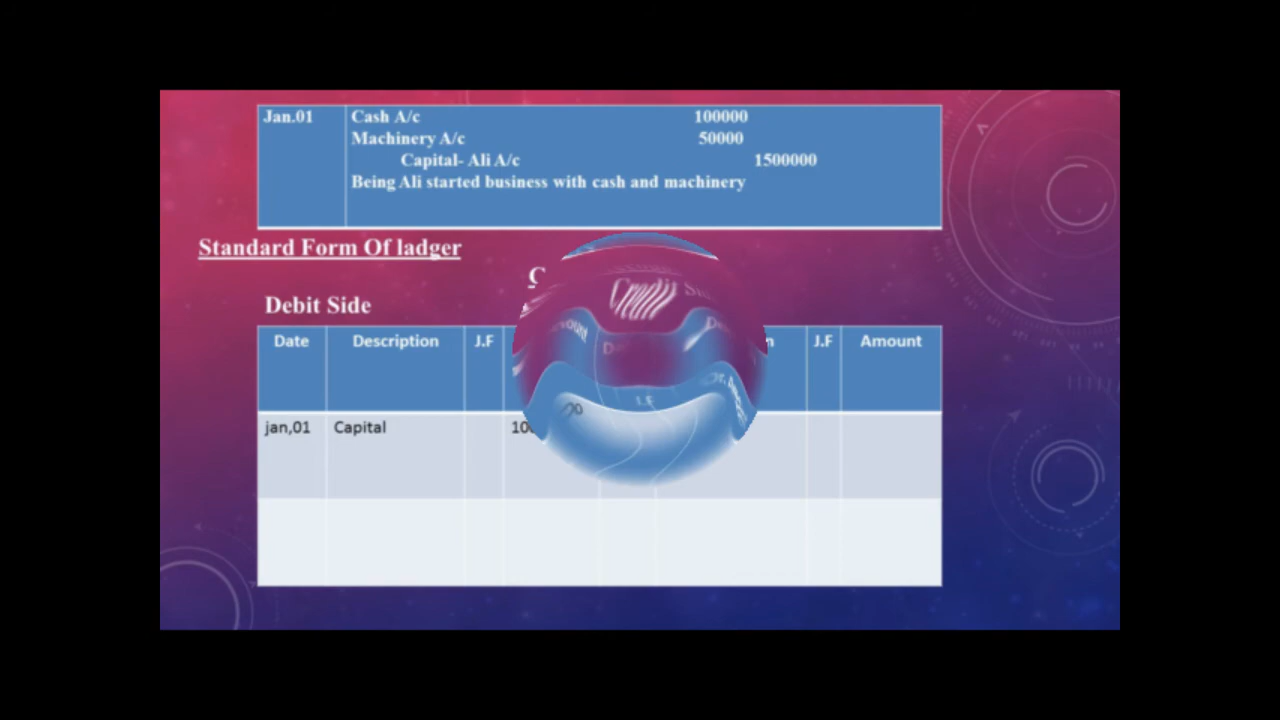 Jan.01 Cash A/c 100000
Machinery A/c 50000
Capital- Ali A/c 1500000
Being Ali started business with cash and machinery
Standard Form Of ladger
Debit Side
Credit
Date Description J.F J.F Amount
jan,01 Capital